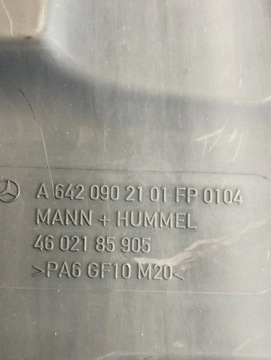 A 642 090 21 01 FP 0104
MANN + HUMMEL
46 021 85 905
>PA6 GF10 M20<